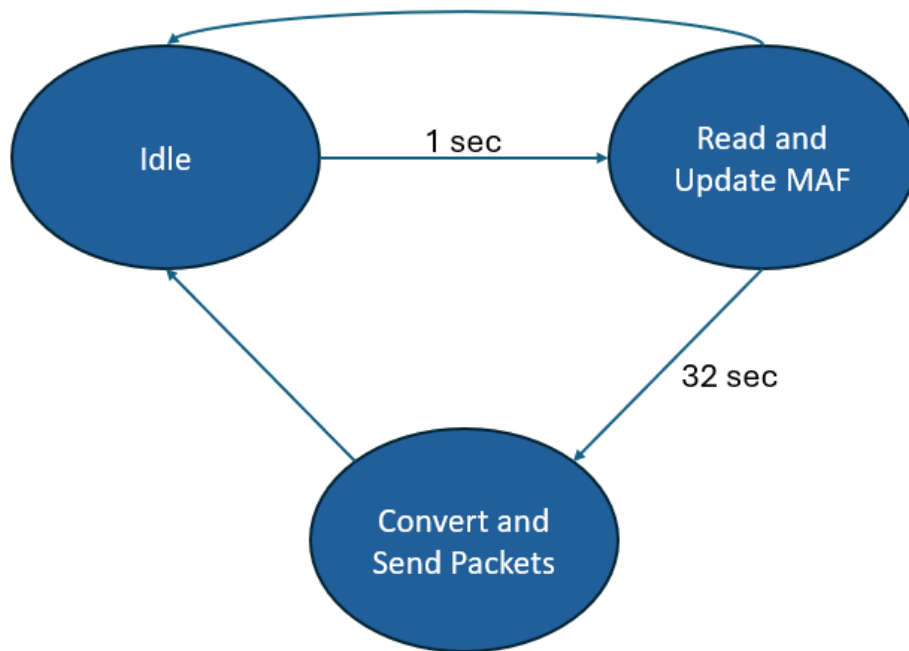 Idle
1 sec
Read and
Update MAF
32 sec
Convert and
Send Packets